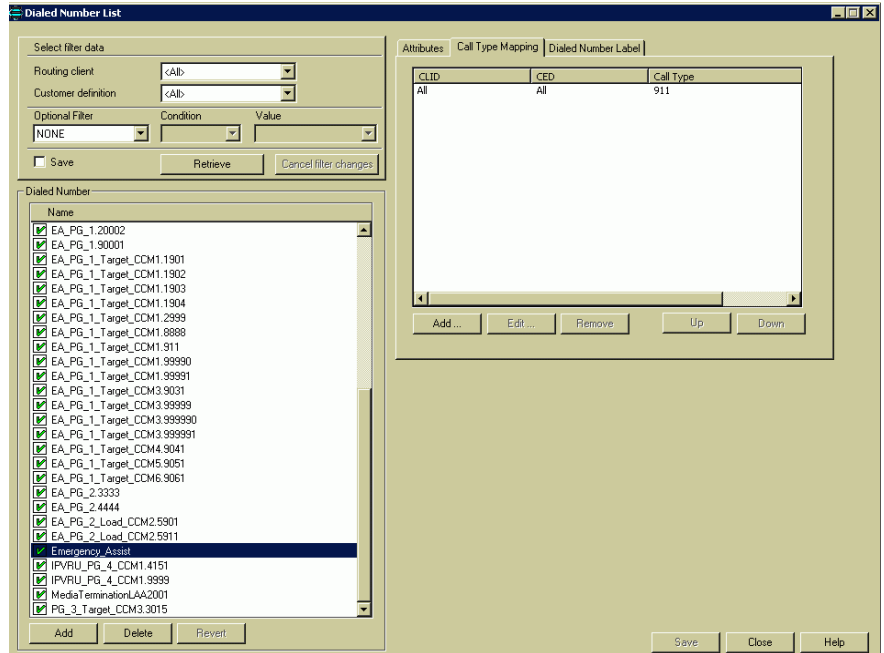 Dialed Number List
Select filter data
Routing client <All>
Customer definition <All>
Optional Filter Condition Value
NONE
Save Retrieve Cancel filter changes
Dialed Number
Name
EA_PG_1.20002
EA_PG_1.90001
EA_PG_1_Target_CCM1.1901
EA_PG_1_Target_CCM1.1902
EA_PG_1_Target_CCM1.1903
EA_PG_1_Target_CCM1.1904
EA_PG_1_Target_CCM1.2999
EA_PG_1_Target_CCM1.8888
EA_PG_1_Target_CCM1.911
EA_PG_1_Target_CCM1.99990
EA_PG_1_Target_CCM1.99991
EA_PG_1_Target_CCM3.9031
EA_PG_1_Target_CCM3.99999
EA_PG_1_Target_CCM3.999990
EA_PG_1_Target_CCM3.999991
EA_PG_1_Target_CCM4.9041
EA_PG_1_Target_CCM5.9051
EA_PG_1_Target_CCM6.9061
EA_PG_2.3333
EA_PG_2.4444
EA_PG_2_Load_CCM2.5901
EA_PG_2_Load_CCM2.5911
Emergency_Assist
IPVRU_PG_4_CCM1.4151
IPVRU_PG_4_CCM1.9999
MediaTerminationLAA2001
PG_3_Target_CCM3.3015
Add Delete Revert
Attributes Call Type Mapping Dialed Number Label
CLID CED Call Type
All All 911
Add ... Edit ... Remove Up Down
Save Close Help